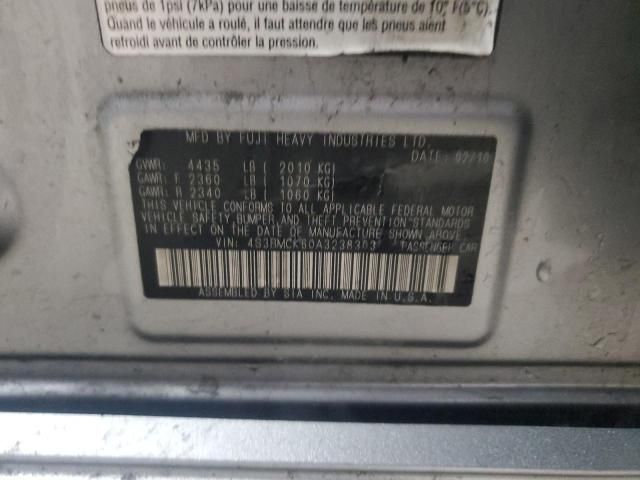 pneus de 1psi (7kPa) pour une baisse de température de 10° F(5°C).
Quand le véhicule a roulé, il faut attendre que les pneus aient
refroidi avant de contrôler la pression.
MFD BY FUJI HEAVY INDUSTRIES LTD.
DATE: 02/10
GVWR: 4435 LB ( 2010 KG)
GAWR: F 2360 LB ( 1070 KG)
GAWR: R 2340 LB ( 1060 KG)
THIS VEHICLE CONFORMS TO ALL APPLICABLE FEDERAL MOTOR
VEHICLE SAFETY, BUMPER, AND THEFT PREVENTION STANDARDS
IN EFFECT ON THE DATE OF MANUFACTURE SHOWN ABOVE.
VIN: 4S3BMCK60A3238303 PASSENGER CAR
ASSEMBLED BY SIA INC. MADE IN U.S.A.